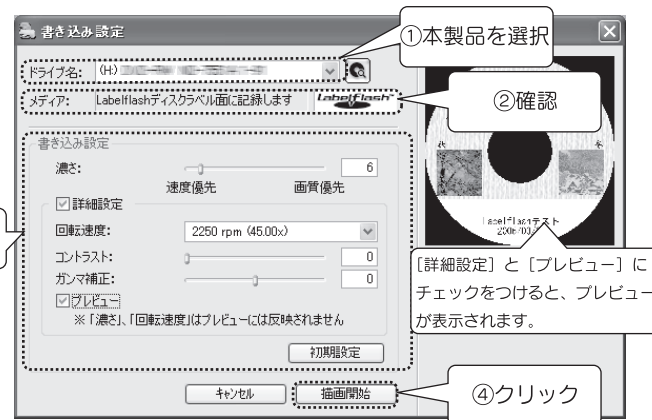 書き込み設定
①本製品を選択
ドライブ名: (H:)
メディア: Labelflashディスクラベル面に記録します Labelflash
②確認
書き込み設定
濃さ: 6
速度優先 画質優先
詳細設定
回転速度: 2250 rpm (45.00x)
コントラスト: 0
ガンマ補正: 0
プレビュー
※「濃さ」、「回転速度」はプレビューには反映されません
初期設定
キャンセル 描画開始
秋 冬
Labelflashテスト
[詳細設定] と [プレビュー] に
チェックをつけると、プレビュー
が表示されます。
④クリック